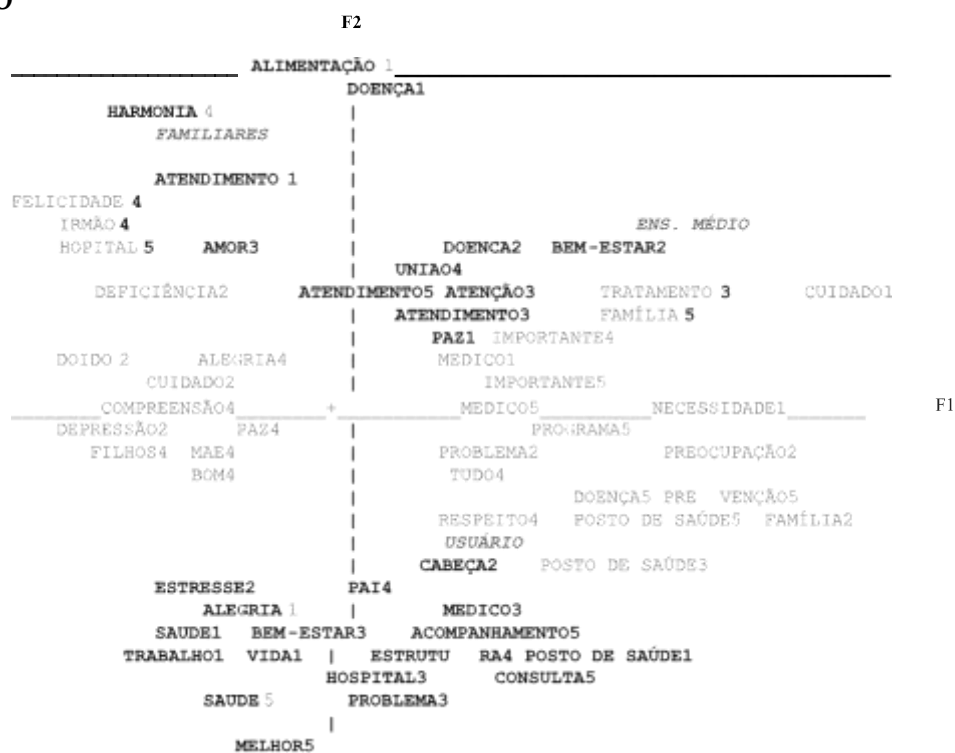 F2
ALIMENTAÇÃO 1
DOENÇA1
HARMONIA 4
FAMILIARES
ATENDIMENTO 1
FELICIDADE 4
IRMÃO 4 ENS. MÉDIO
HOPITAL 5 AMOR3 DOENCA2 BEM-ESTAR2
UNIAO4
DEFICIÊNCIA2 ATENDIMENTO5 ATENÇÃO3 TRATAMENTO 3 CUIDADO1
ATENDIMENTO3 FAMÍLIA 5
PAZ1 IMPORTANTE4
DOIDO 2 ALEGRIA4 MEDICO1
CUIDADO2 IMPORTANTE5
COMPREENSÃO4 + MEDICO5 NECESSIDADE1 F1
DEPRESSÃO2 PAZ4 PROGRAMA5
FILHOS4 MAE4 PROBLEMA2 PREOCUPAÇÃO2
BOM4 TUDO4
DOENÇA5 PRE VENÇÃO5
RESPEITO4 POSTO DE SAÚDE5 FAMÍLIA2
USUÁRIO
CABEÇA2 POSTO DE SAÚDE3
ESTRESSE2 PAI4
ALEGRIA 1 MEDICO3
SAUDE1 BEM-ESTAR3 ACOMPANHAMENTO5
TRABALHO1 VIDA1 ESTRUTU RA4 POSTO DE SAÚDE1
HOSPITAL3 CONSULTA5
SAUDE 5 PROBLEMA3
MELHOR5